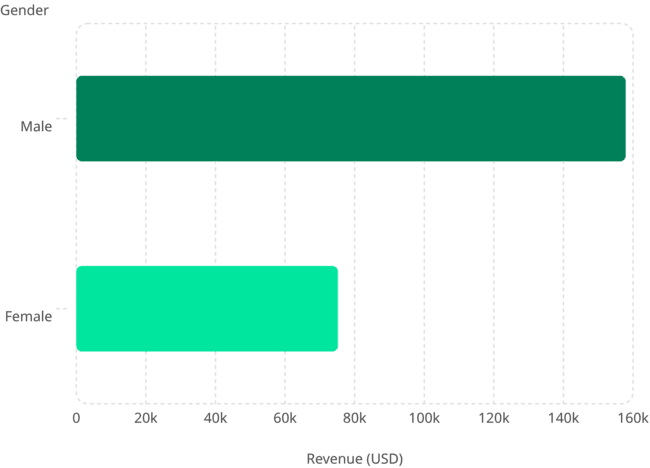 Gender
Male
Female
0 20k 40k 60k 80k 100k 120k 140k 160k
Revenue (USD)